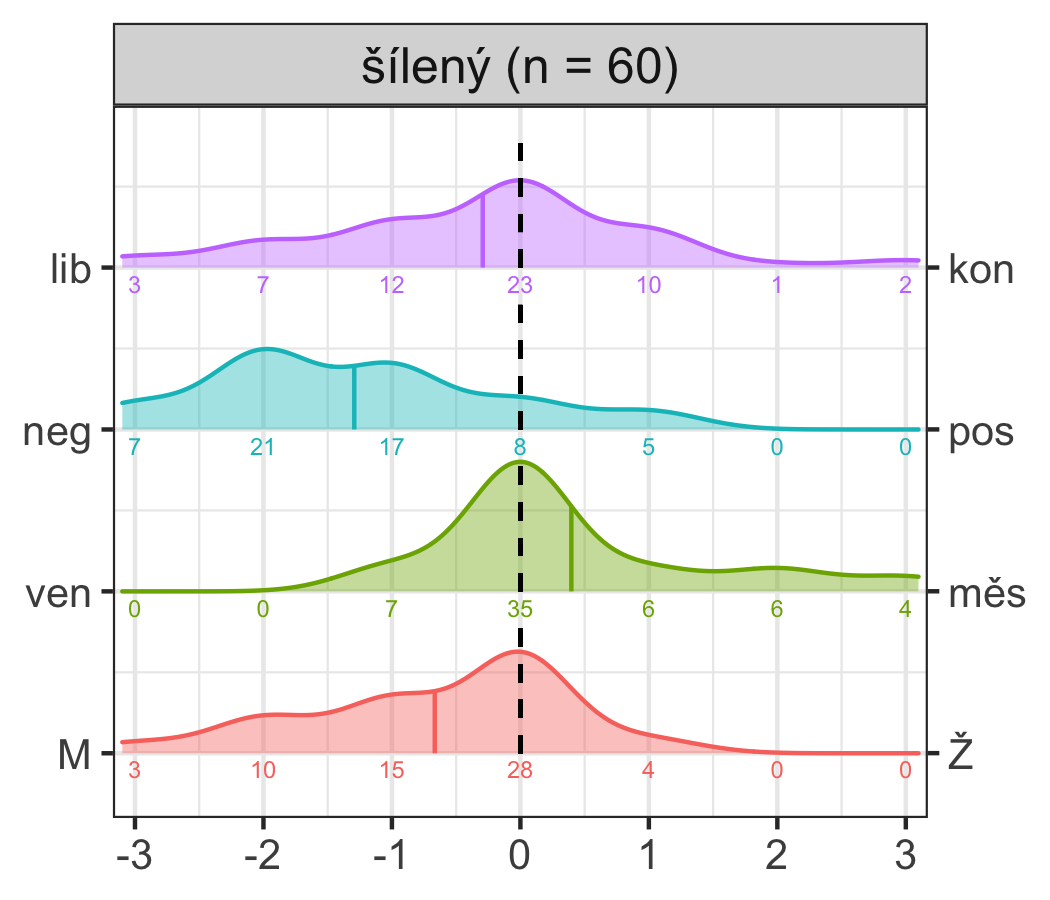 šílený (n = 60)
lib kon
3 7 12 23 10 1 2
neg pos
7 21 17 8 5 0 0
ven měs
0 0 7 35 6 6 4
M Ž
3 10 15 28 4 0 0
-3 -2 -1 0 1 2 3